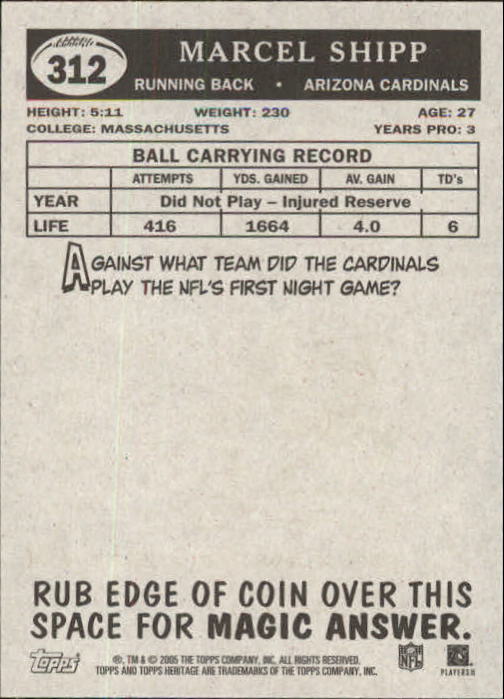 312
MARCEL SHIPP
RUNNING BACK • ARIZONA CARDINALS
HEIGHT: 5:11 WEIGHT: 230 AGE: 27
COLLEGE: MASSACHUSETTS YEARS PRO: 3
BALL CARRYING RECORD
ATTEMPTS YDS. GAINED AV. GAIN TD's
YEAR Did Not Play – Injured Reserve
LIFE 416 1664 4.0 6
AGAINST WHAT TEAM DID THE CARDINALS
PLAY THE NFL'S FIRST NIGHT GAME?
RUB EDGE OF COIN OVER THIS
SPACE FOR MAGIC ANSWER.
Topps
®, TM & © 2005 THE TOPPS COMPANY, INC. ALL RIGHTS RESERVED.
TOPPS AND TOPPS HERITAGE ARE TRADEMARKS OF THE TOPPS COMPANY, INC.
NFL
PLAYERS